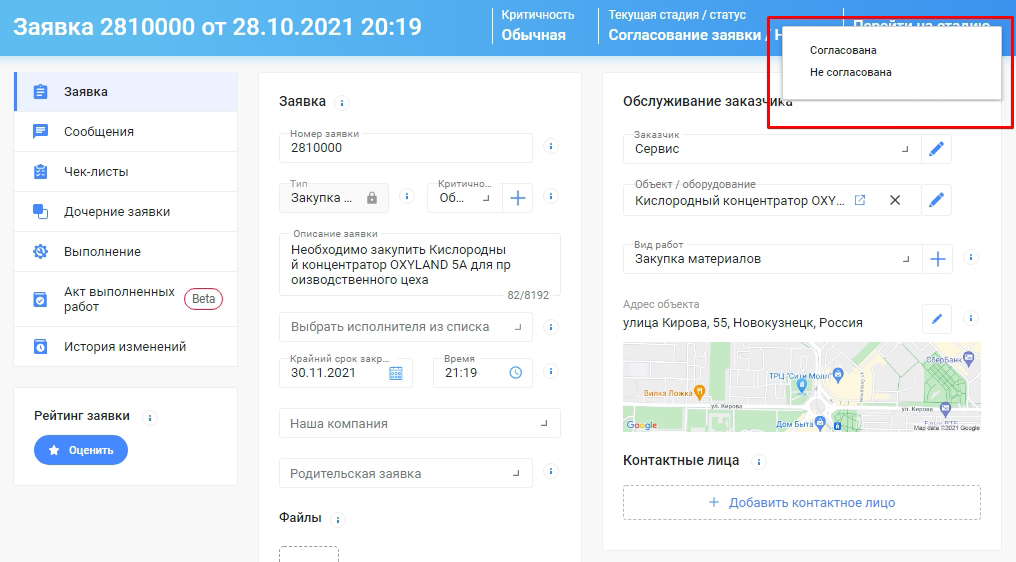 Заявка 2810000 от 28.10.2021 20:19
Критичность
Обычная
Текущая стадия / статус
Согласование заявки /
Перейти на стадию
Согласована
Не согласована
Заявка
Сообщения
Чек-листы
Дочерние заявки
Выполнение
Акт выполненных
работ
Beta
История изменений
Рейтинг заявки
Оценить
Заявка
Номер заявки
2810000
Тип
Закупка ...
Критично...
Об...
Описание заявки
Необходимо закупить Кислородны
й концентратор OXYLAND 5A для пр
оизводственного цеха
82/8192
Выбрать исполнителя из списка
Крайний срок закр...
30.11.2021
Время
21:19
Наша компания
Родительская заявка
Файлы
Обслуживание заказчика
Заказчик
Сервис
Объект / оборудование
Кислородный концентратор OXY...
Вид работ
Закупка материалов
Адрес объекта
улица Кирова, 55, Новокузнецк, Россия
СберБанк
ТРЦ "Сити Молл"
Вилка Ложка
ул. Кирова
ул. Кирова
Дом Быта
Google
Map data ©2021 Google
Контактные лица
Добавить контактное лицо